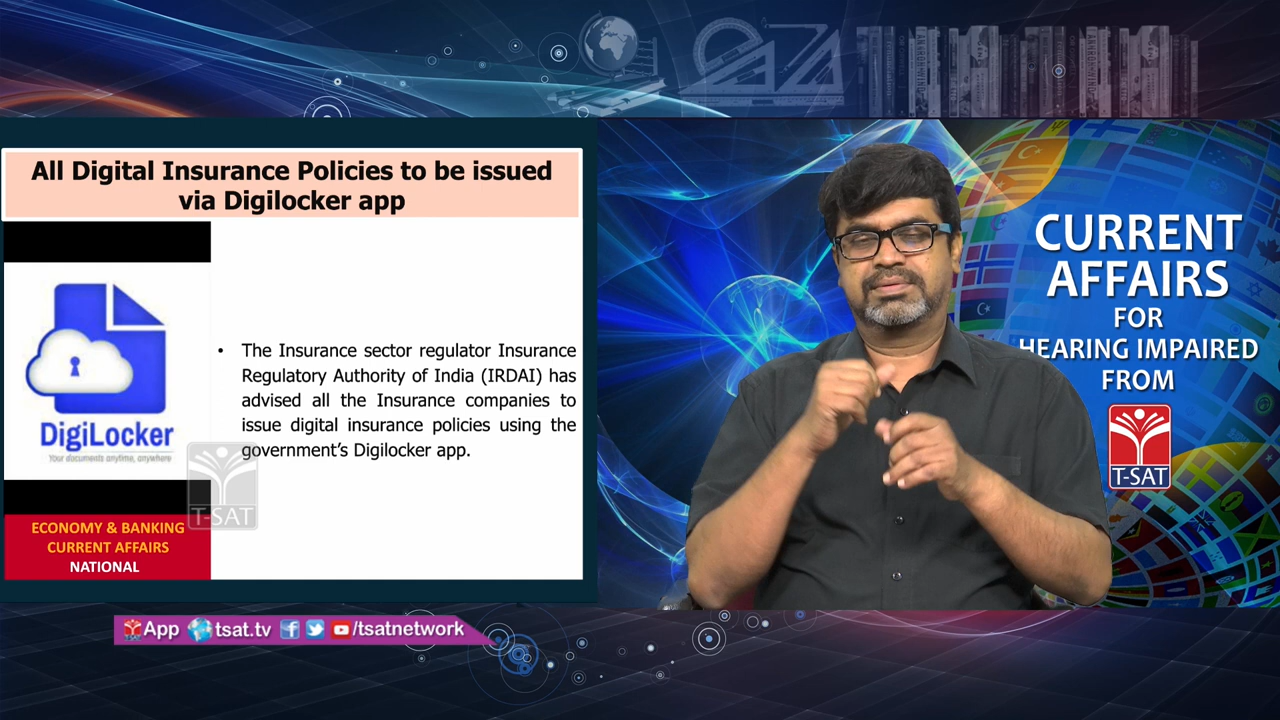 All Digital Insurance Policies to be issued
via Digilocker app
DigiLocker
Your documents anytime, anywhere
• The Insurance sector regulator Insurance
Regulatory Authority of India (IRDAI) has
advised all the Insurance companies to
issue digital insurance policies using the
government's Digilocker app.
T-SAT
ECONOMY & BANKING
CURRENT AFFAIRS
NATIONAL
CURRENT
AFFAIRS
FOR
HEARING IMPAIRED
FROM
T-SAT
App tsat.tv /tsatnetwork